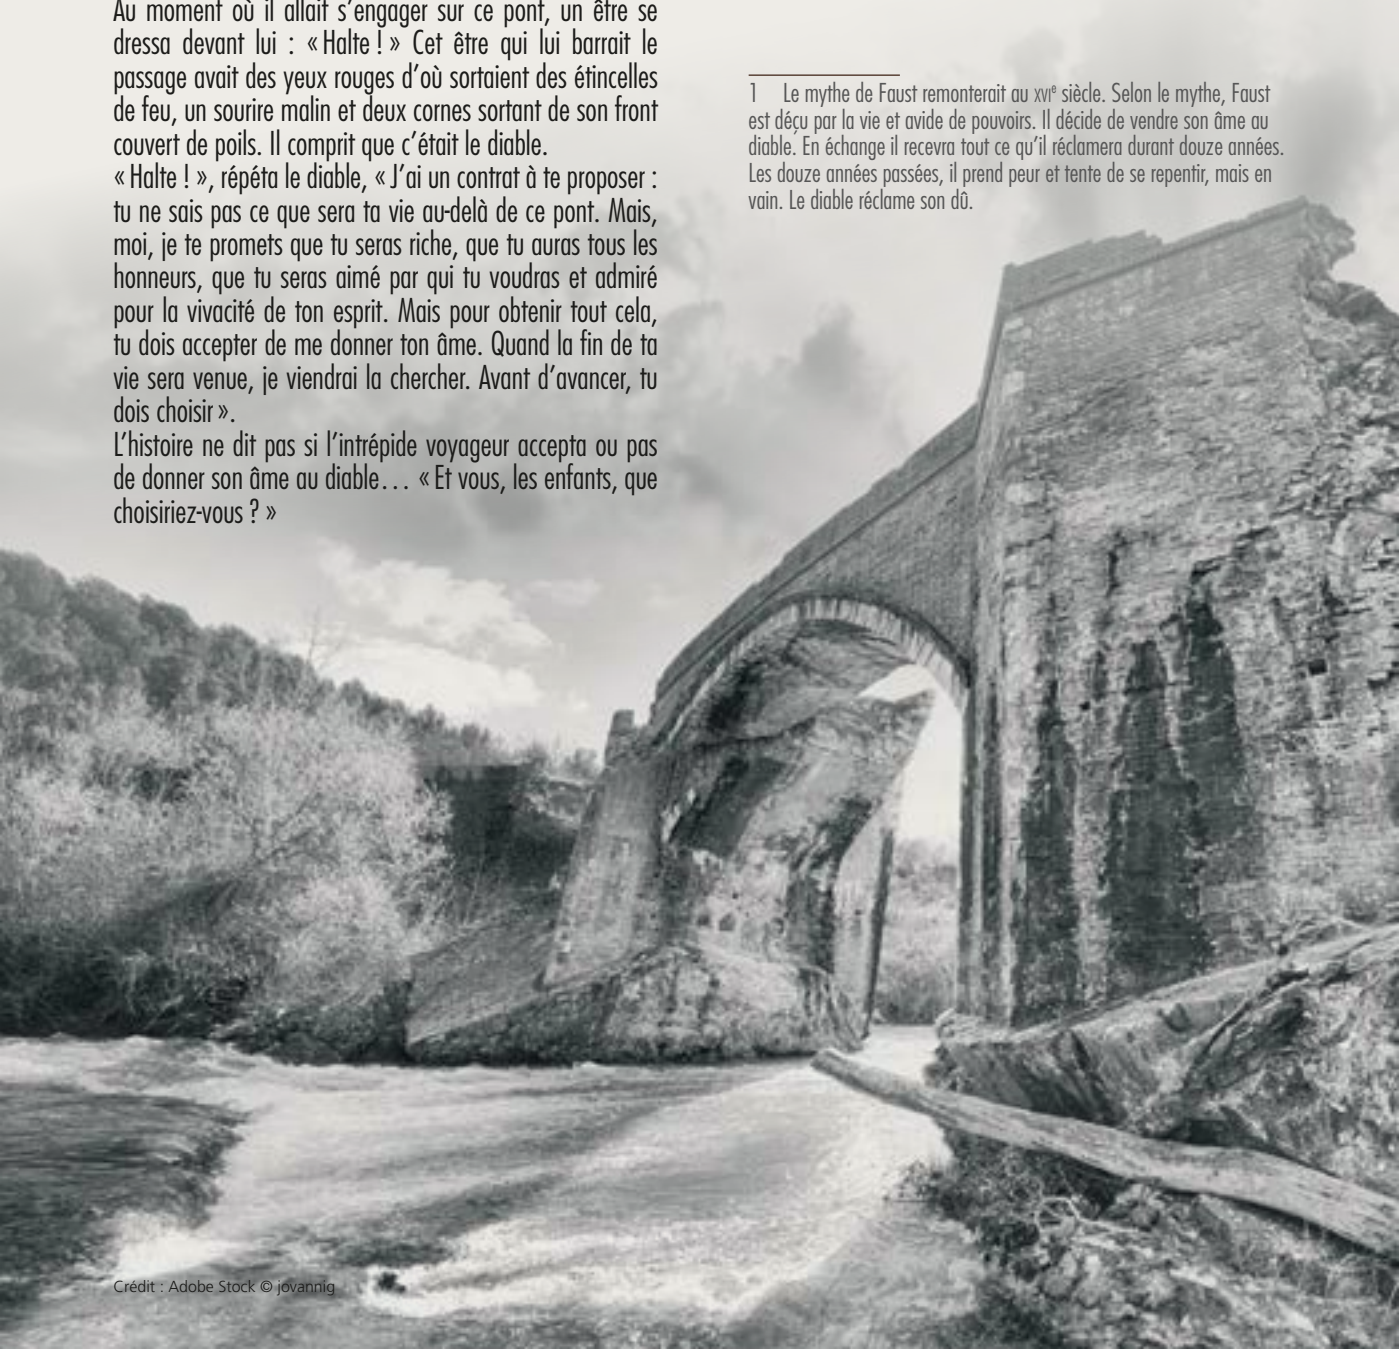 Au moment où il allait s’engager sur ce pont, un être se
dressa devant lui : « Halte ! » Cet être qui lui barrait le
passage avait des yeux rouges d’où sortaient des étincelles
de feu, un sourire malin et deux cornes sortant de son front
couvert de poils. Il comprit que c’était le diable.
« Halte ! », répéta le diable, « J’ai un contrat à te proposer :
tu ne sais pas ce que sera ta vie au-delà de ce pont. Mais,
moi, je te promets que tu seras riche, que tu auras tous les
honneurs, que tu seras aimé par qui tu voudras et admiré
pour la vivacité de ton esprit. Mais pour obtenir tout cela,
tu dois accepter de me donner ton âme. Quand la fin de ta
vie sera venue, je viendrai la chercher. Avant d’avancer, tu
dois choisir ».
L’histoire ne dit pas si l’intrépide voyageur accepta ou pas
de donner son âme au diable… « Et vous, les enfants, que
choisiriez-vous ? »
1 Le mythe de Faust remonterait au XVIe siècle. Selon le mythe, Faust
est déçu par la vie et avide de pouvoirs. Il décide de vendre son âme au
diable. En échange il recevra tout ce qu’il réclamera durant douze années.
Les douze années passées, il prend peur et tente de se repentir, mais en
vain. Le diable réclame son dû.
Crédit : Adobe Stock © jovannig